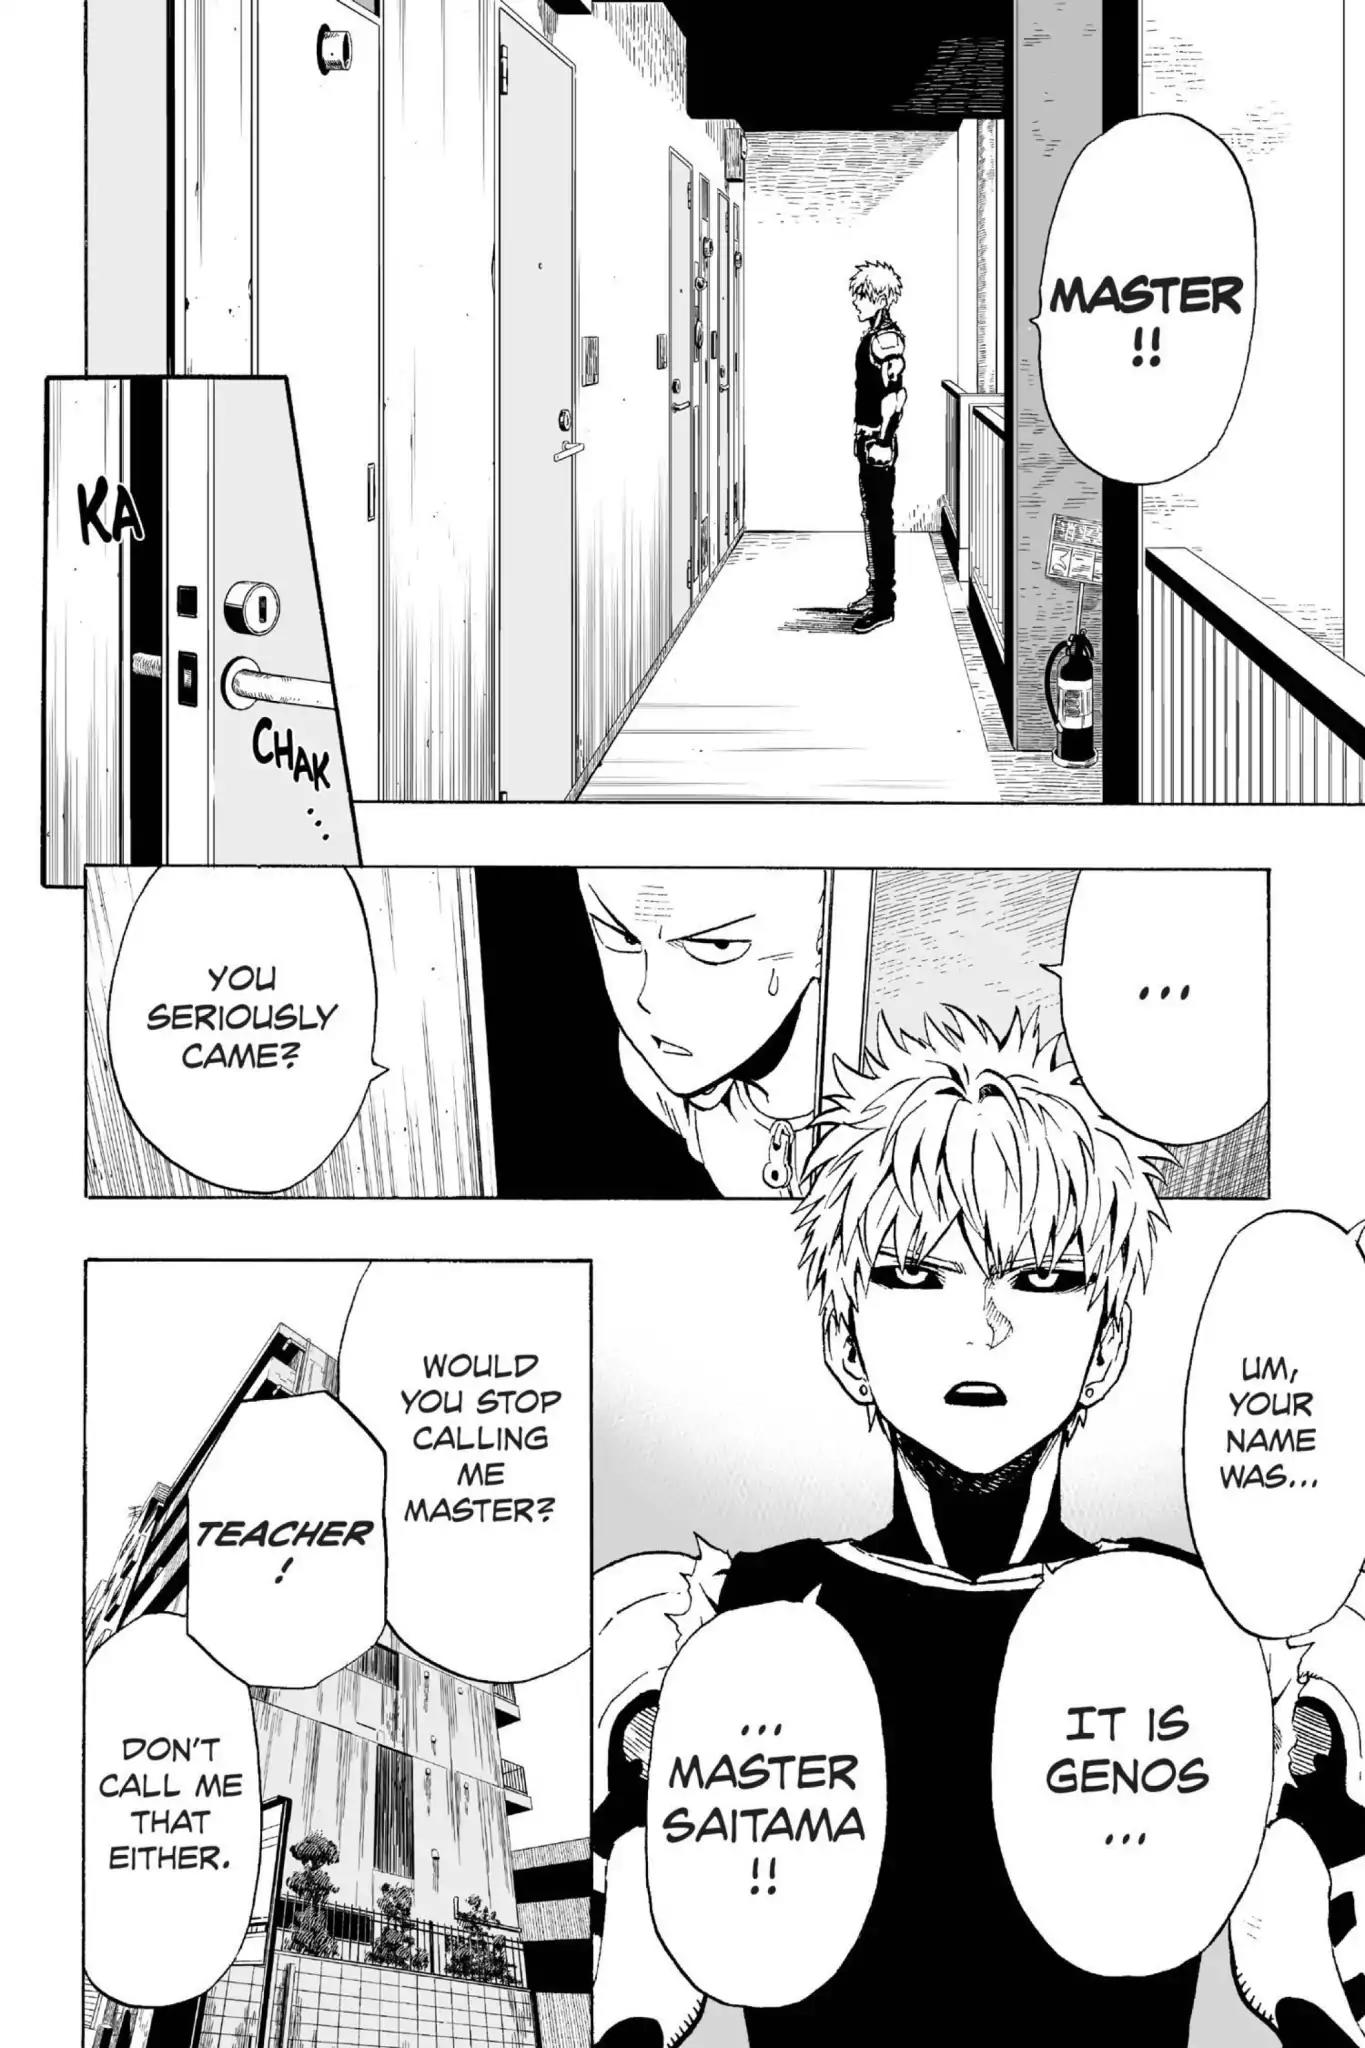 MASTER
!!
KA
CHAK
...
...
YOU
SERIOUSLY
CAME?
UM,
YOUR
NAME
WAS...
IT IS
GENOS
...
...
MASTER
SAITAMA
!!
WOULD
YOU STOP
CALLING
ME
MASTER?
TEACHER
!
DON'T
CALL ME
THAT
EITHER.